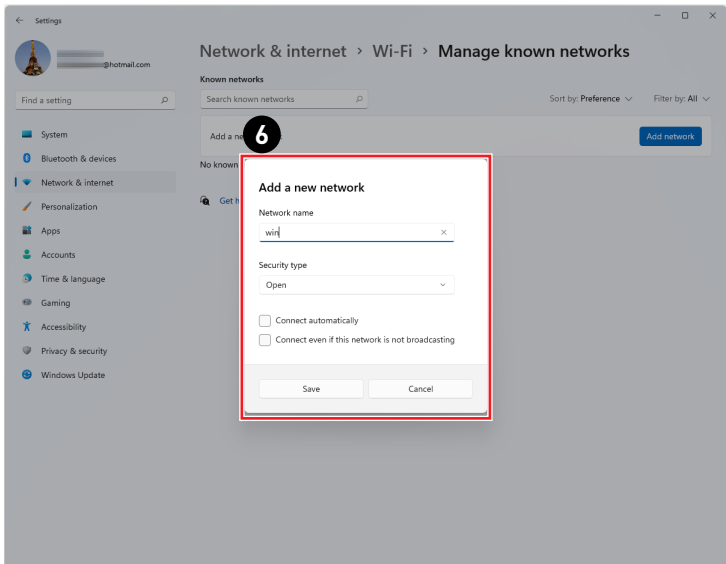 Settings
@hotmail.com
Network & internet > Wi-Fi > Manage known networks
Known networks
Find a setting
Search known networks
Sort by: Preference
Filter by: All
System
6
Add a ne
Add network
Bluetooth & devices
No known
Network & internet
Add a new network
Personalization
Get h
Network name
Apps
win
Accounts
Security type
Time & language
Open
Gaming
Connect automatically
Accessibility
Connect even if this network is not broadcasting
Privacy & security
Windows Update
Save
Cancel